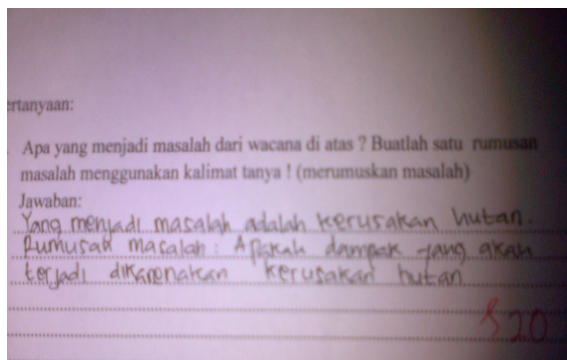 ertanyaan:
Apa yang menjadi masalah dari wacana di atas ? Buatlah satu rumusan
masalah menggunakan kalimat tanya ! (merumuskan masalah)
Jawaban:
Yang menjadi masalah adalah kerusakan hutan.
Rumusan masalah : Apakah dampak yang akan
terjadi dikarenakan kerusakan hutan
20